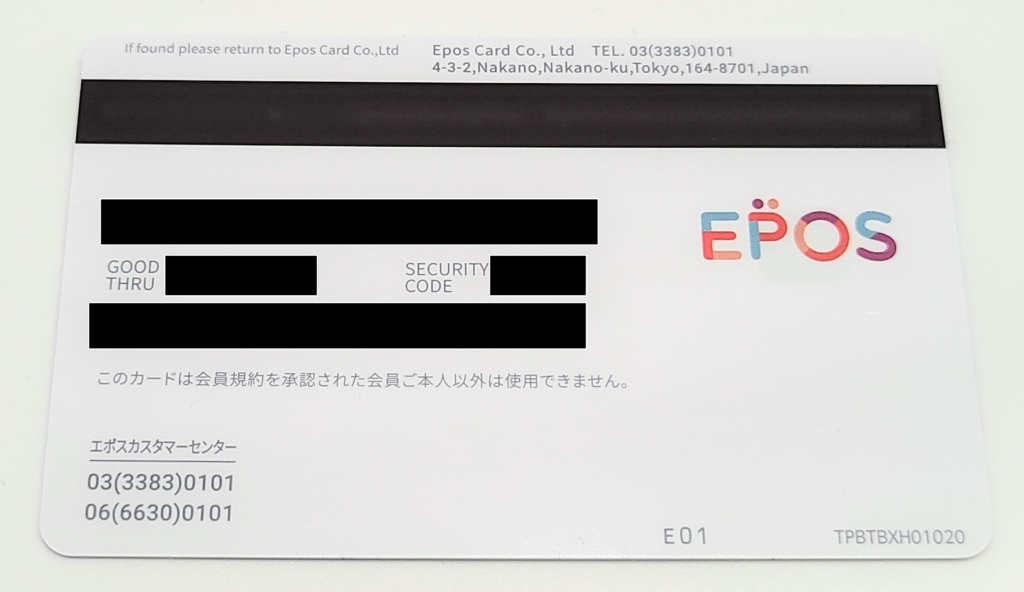 If found please return to Epos Card Co.,Ltd
Epos Card Co., Ltd TEL. 03(3383)0101
4-3-2,Nakano,Nakano-ku,Tokyo,164-8701,Japan
EPOS
GOOD THRU
SECURITY CODE
このカードは会員規約を承認された会員ご本人以外は使用できません。
エポスカスタマーセンター
03(3383)0101
06(6630)0101
E01
TPBTBXH01020